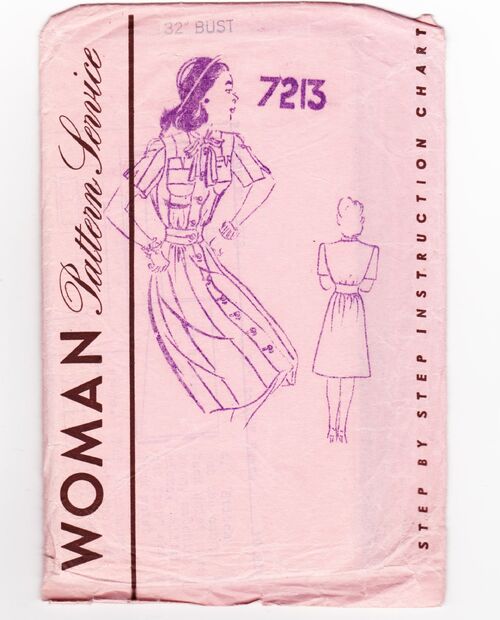 32" BUST
7213
WOMAN Pattern Service
STEP BY STEP INSTRUCTION CHART